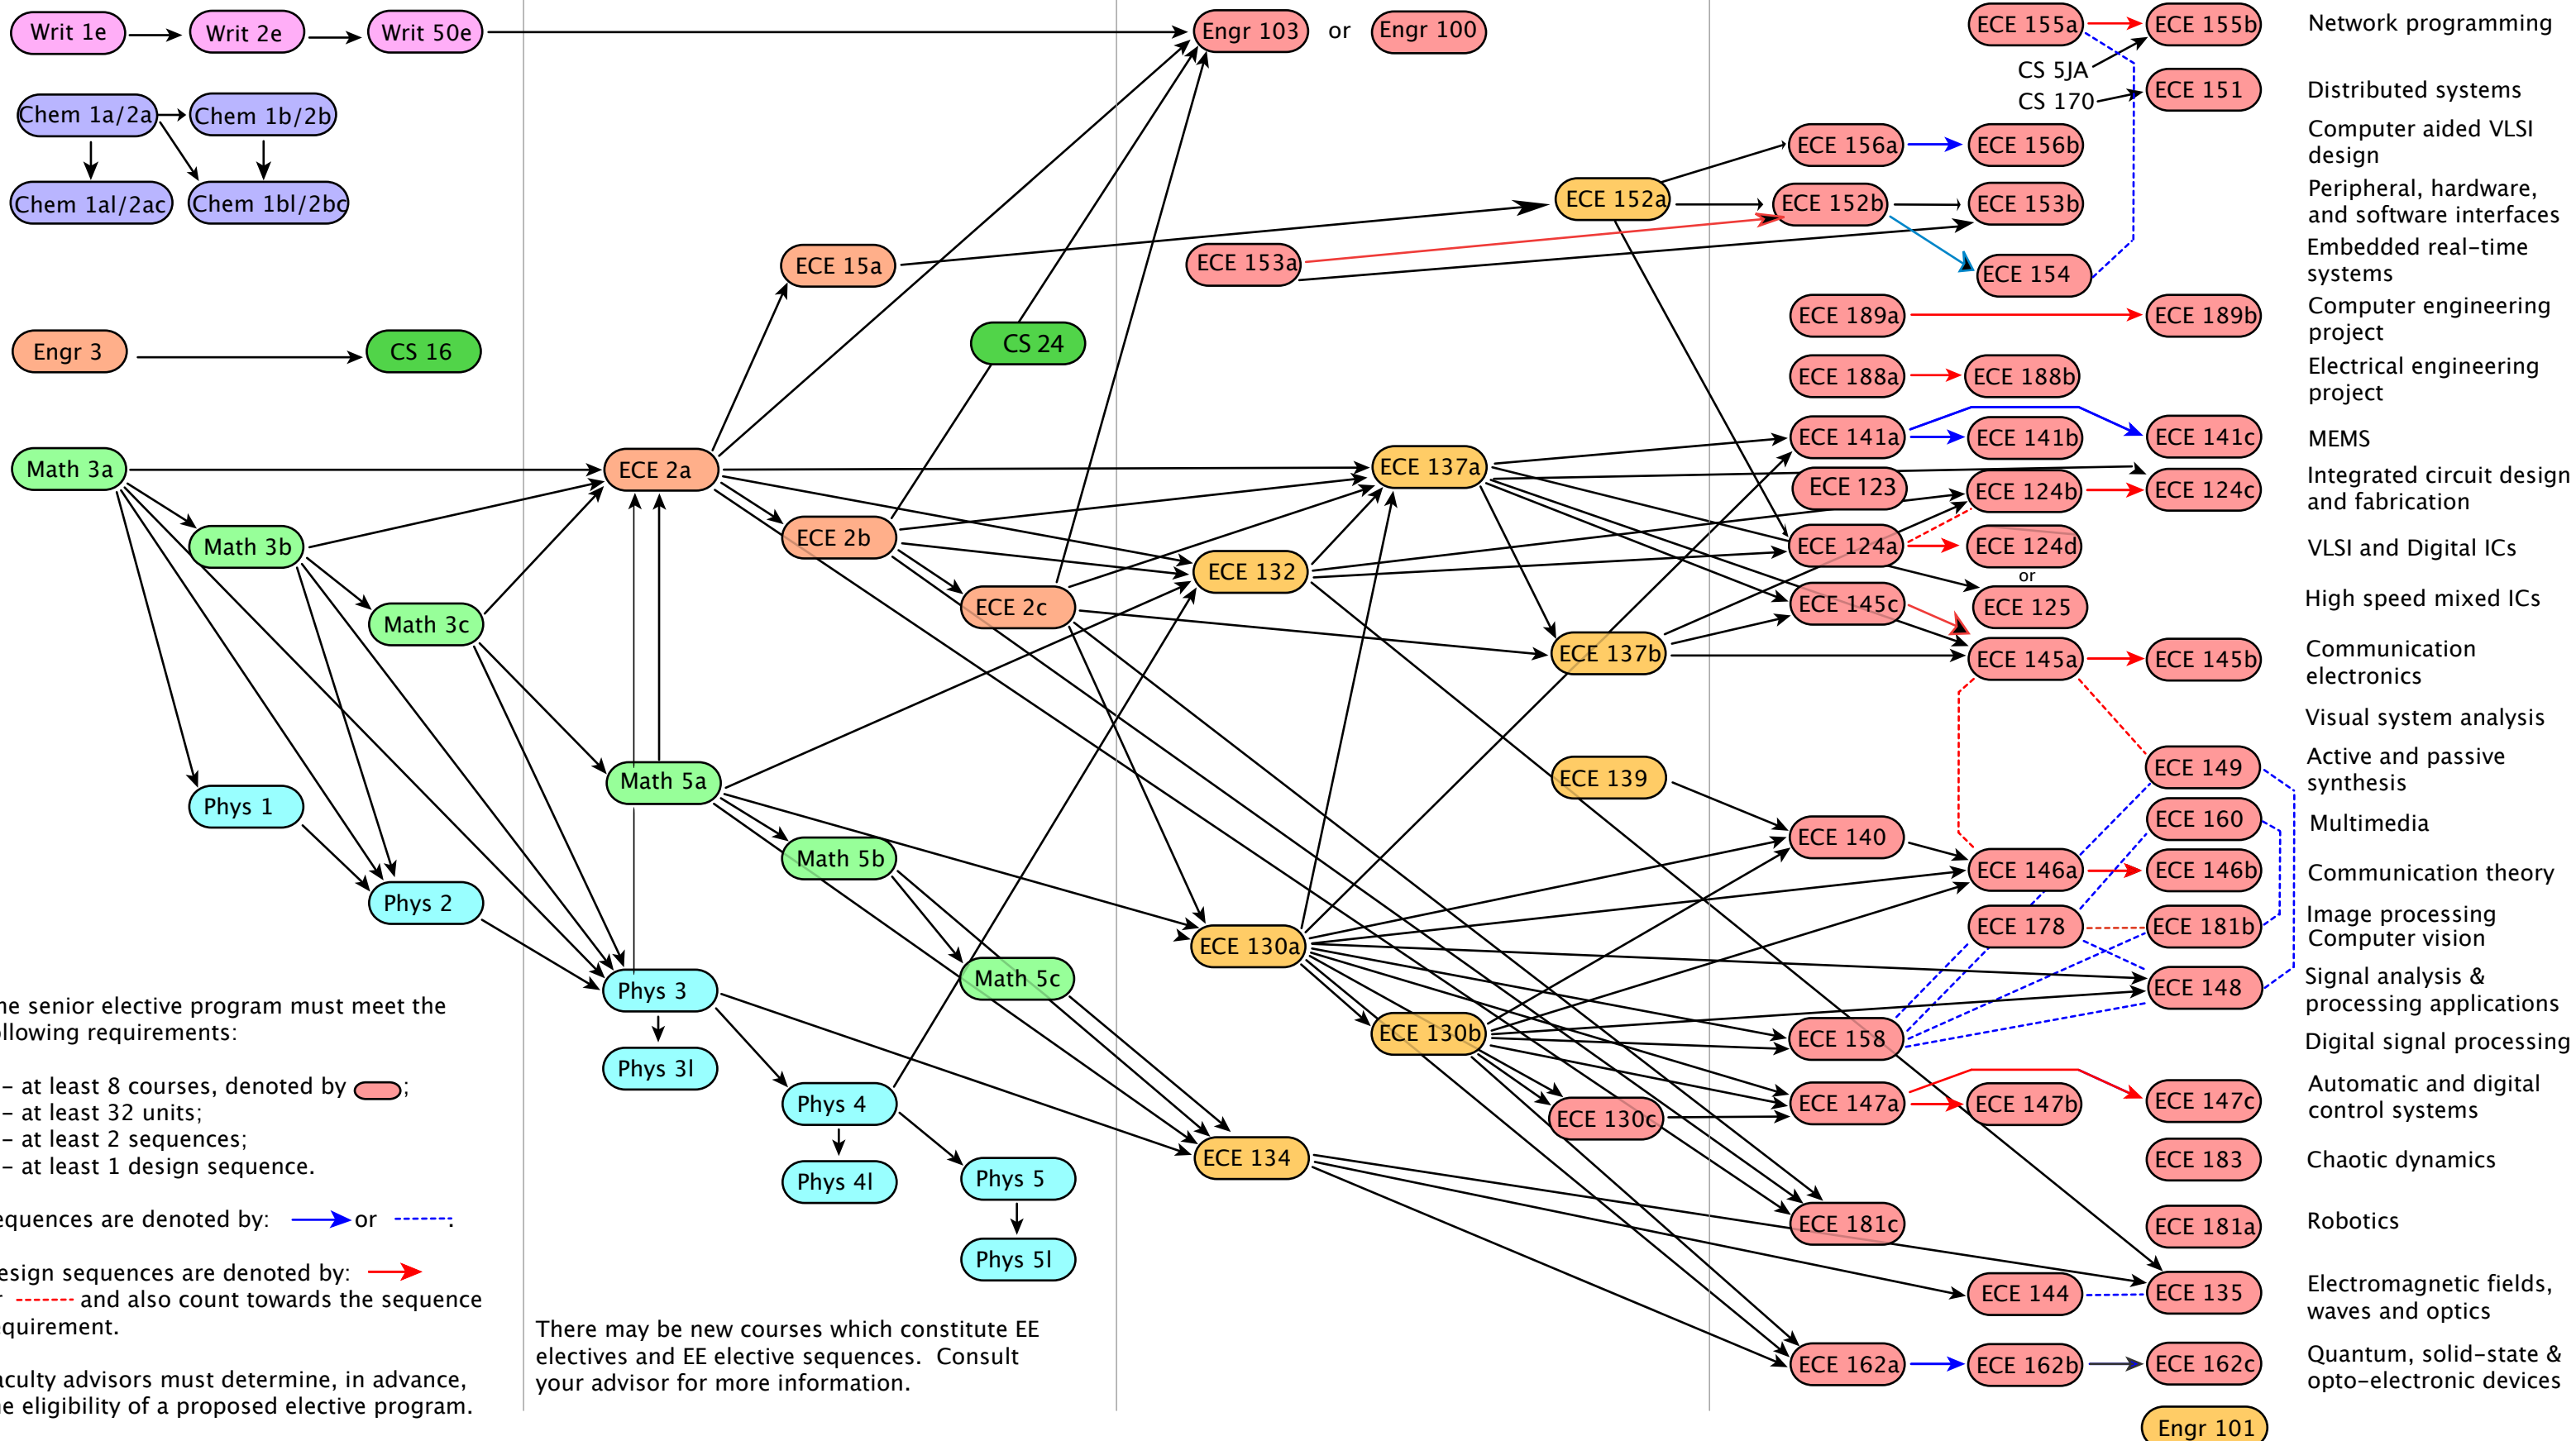 Writ 1e
Writ 2e
Writ 50e
Engr 103
or
Engr 100
ECE 155a
ECE 155b
Network programming
CS 5JA
CS 170
ECE 151
Distributed systems
Chem 1a/2a
Chem 1b/2b
ECE 156a
ECE 156b
Computer aided VLSI
design
Chem 1al/2ac
Chem 1bl/2bc
ECE 152a
ECE 152b
ECE 153b
Peripheral, hardware,
and software interfaces
ECE 15a
ECE 153a
ECE 154
Embedded real-time
systems
ECE 189a
ECE 189b
Computer engineering
project
Engr 3
CS 16
CS 24
ECE 188a
ECE 188b
Electrical engineering
project
ECE 141a
ECE 141b
ECE 141c
MEMS
Math 3a
ECE 2a
ECE 137a
ECE 123
ECE 124b
ECE 124c
Integrated circuit design
and fabrication
Math 3b
ECE 2b
ECE 132
ECE 124a
ECE 124d
VLSI and Digital ICs
or
Math 3c
ECE 2c
ECE 145c
ECE 125
High speed mixed ICs
ECE 137b
ECE 145a
ECE 145b
Communication
electronics
Visual system analysis
Math 5a
ECE 139
ECE 149
Active and passive
synthesis
Phys 1
ECE 160
Multimedia
Math 5b
ECE 140
ECE 146a
ECE 146b
Communication theory
Phys 2
ECE 178
ECE 181b
Image processing
Computer vision
ECE 130a
Math 5c
Phys 3
ECE 148
Signal analysis &
processing applications
ECE 130b
ECE 158
Digital signal processing
Phys 3l
Phys 4
ECE 130c
ECE 147a
ECE 147b
ECE 147c
Automatic and digital
control systems
ECE 134
ECE 183
Chaotic dynamics
Phys 4l
Phys 5
ECE 181c
ECE 181a
Robotics
Phys 5l
ECE 144
ECE 135
Electromagnetic fields,
waves and optics
ECE 162a
ECE 162b
ECE 162c
Quantum, solid-state &
opto-electronic devices
Engr 101
me senior elective program must meet the
llowing requirements:
- at least 8 courses, denoted by ;
- at least 32 units;
- at least 2 sequences;
- at least 1 design sequence.
equences are denoted by: or .
esign sequences are denoted by:
r and also count towards the sequence
quirement.
aculty advisors must determine, in advance,
ne eligibility of a proposed elective program.
There may be new courses which constitute EE
electives and EE elective sequences. Consult
your advisor for more information.